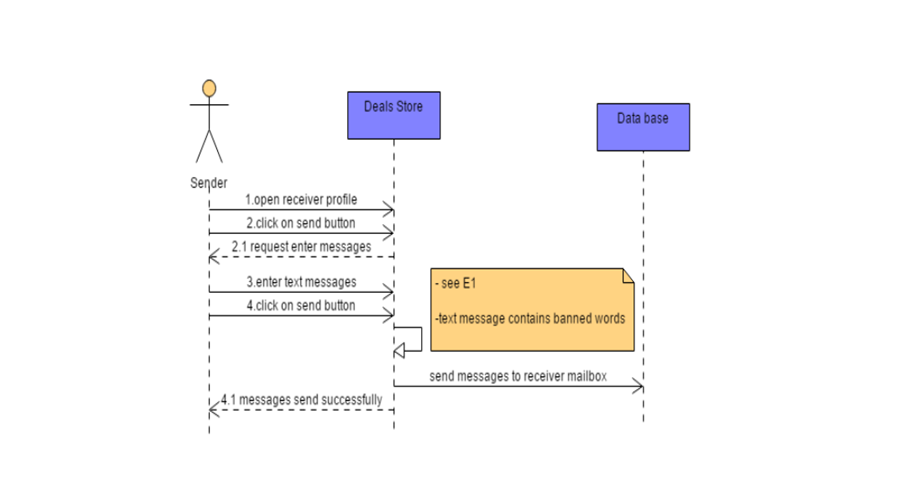 Deals Store
Data base
Sender
1.open receiver profile
2.click on send button
2.1 request enter messages
3.enter text messages
- see E1
4.click on send button
-text message contains banned words
send messages to receiver mailbox
4.1 messages send successfully